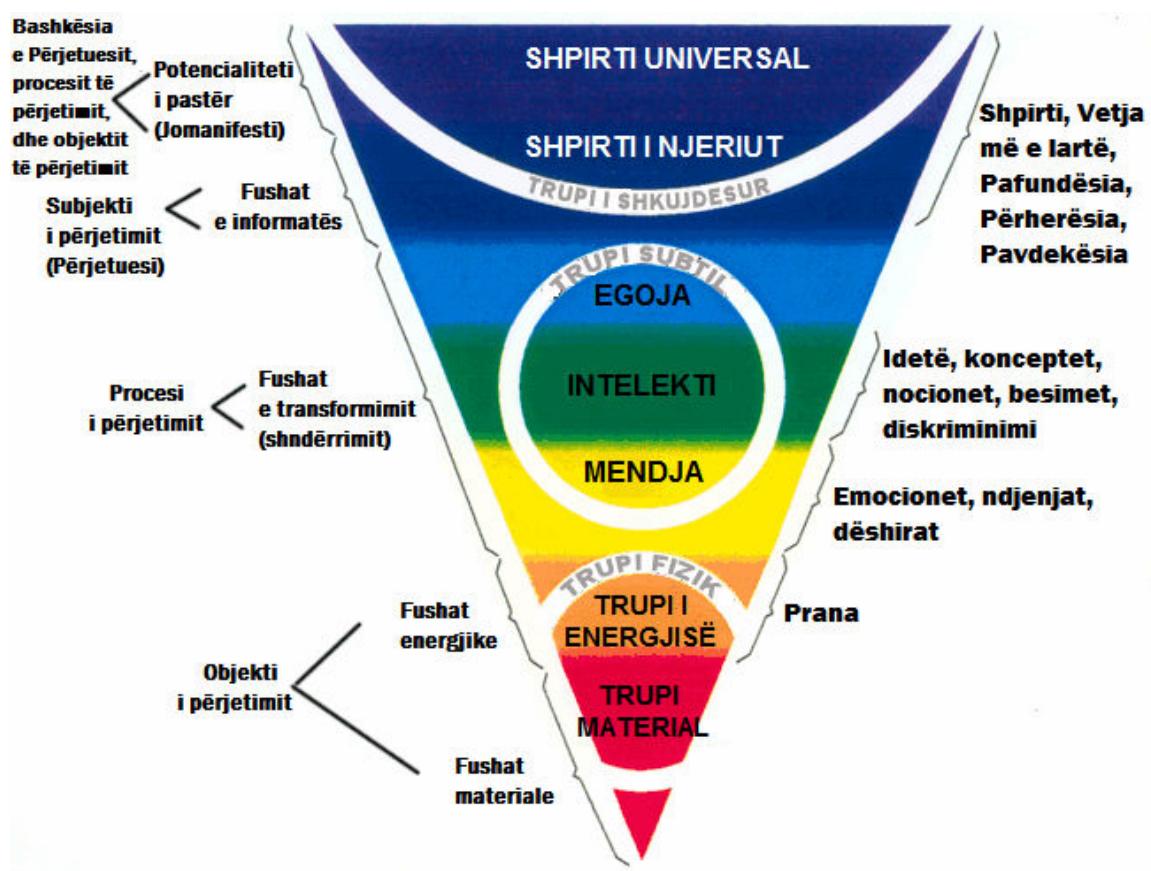 Bashkësia
e Përjetuesit,
procesit të
përjetimit,
dhe objektit
të përjetimit
Potencialiteti
i pastër
(Jomanifesti)
Subjekti
i përjetimit
(Përjetuesi)
Fushat
e informatës
Procesi
i përjetimit
Fushat
e transformimit
(shndërrimit)
Objekti
i përjetimit
Fushat
energjike
Fushat
materiale
SHPIRTI UNIVERSAL
SHPIRTI I NJERIUT
TRUPI I SHKUJDESUR
TRUPI SUBTIL
EGOJA
INTELEKTI
MENDJA
TRUPI FIZIK
TRUPI I
ENERGJISË
TRUPI
MATERIAL
Shpirti, Vetja
më e lartë,
Pafundësia,
Përherësia,
Pavdekësia
Idetë, konceptet,
nocionet, besimet,
diskriminimi
Emocionet, ndjenjat,
dëshirat
Prana